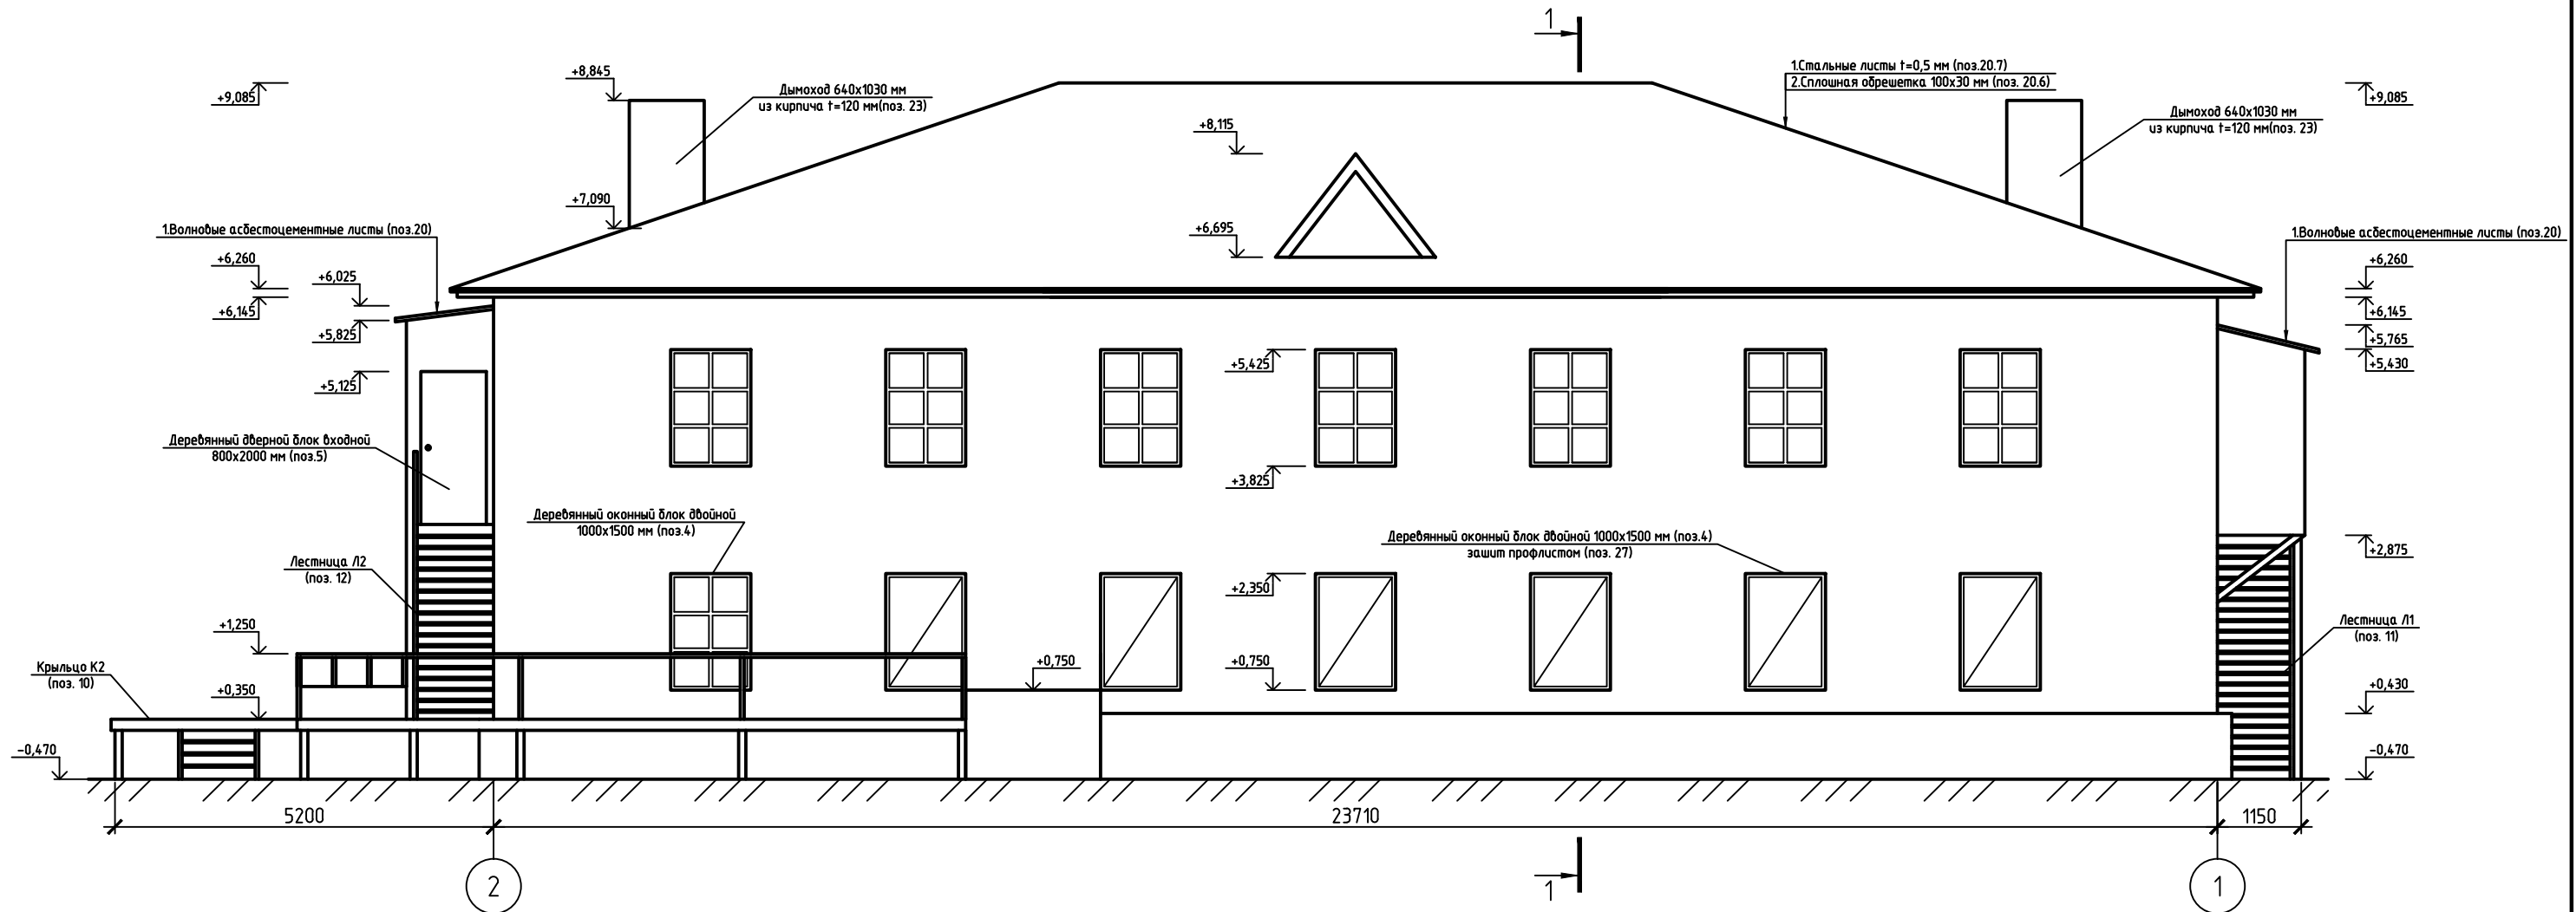 1
+8,845
1.Стальные листы t=0,5 мм (поз.20.7)
2.Сплошная обрешетка 100х30 мм (поз. 20.6)
+9,085
Дымоход 640х1030 мм
из кирпича t=120 мм(поз. 23)
+9,085
+8,115
Дымоход 640х1030 мм
из кирпича t=120 мм(поз. 23)
+7,090
1.Волновые асбестоцементные листы (поз.20)
+6,695
1.Волновые асбестоцементные листы (поз.20)
+6,260
+6,260
+6,025
+6,145
+6,145
+5,825
+5,765
+5,125
+5,425
+5,430
Деревянный дверной блок входной
800х2000 мм (поз.5)
+3,825
Деревянный оконный блок двойной
1000х1500 мм (поз.4)
Деревянный оконный блок двойной 1000х1500 мм (поз.4)
зашит профлистом (поз. 27)
+2,875
Лестница Л2
(поз. 12)
+2,350
+1,250
Лестница Л1
(поз. 11)
Крыльцо К2
(поз. 10)
+0,750
+0,750
+0,350
+0,430
-0,470
-0,470
5200
23710
1150
2
1
1